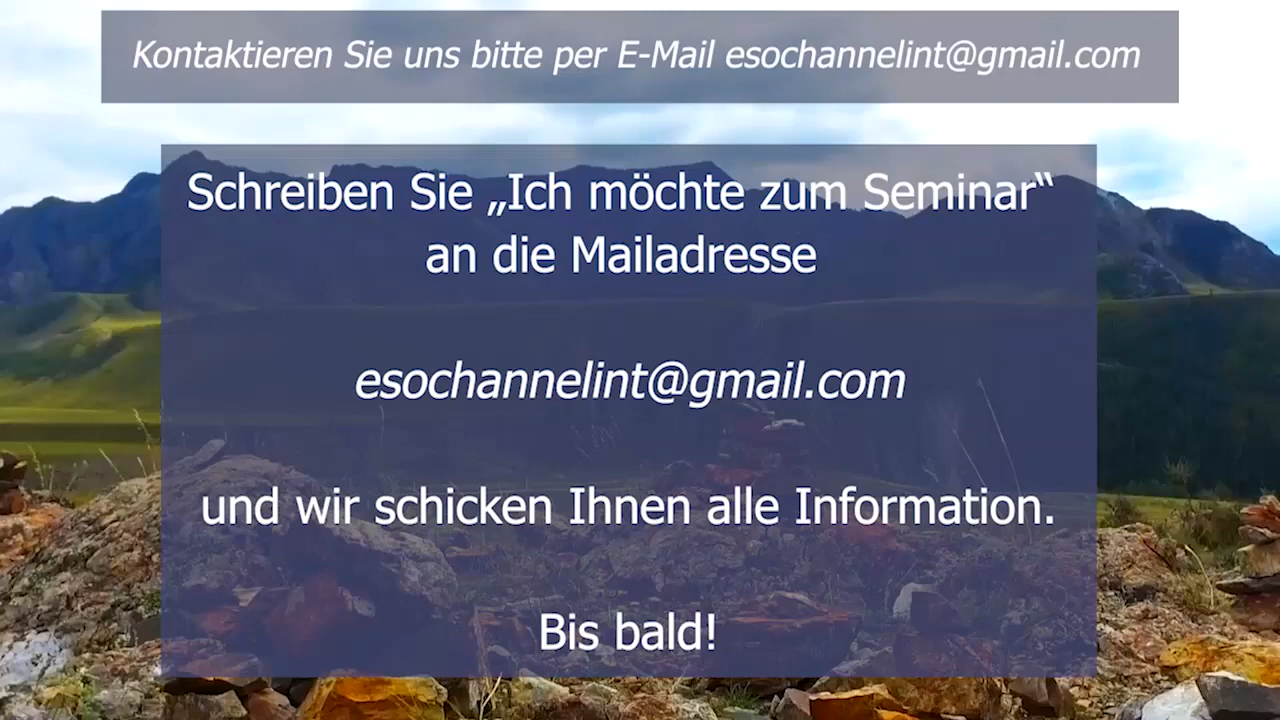 Kontaktieren Sie uns bitte per E-Mail esochannelint@gmail.com
Schreiben Sie „Ich möchte zum Seminar“
an die Mailadresse
esochannelint@gmail.com
und wir schicken Ihnen alle Information.
Bis bald!